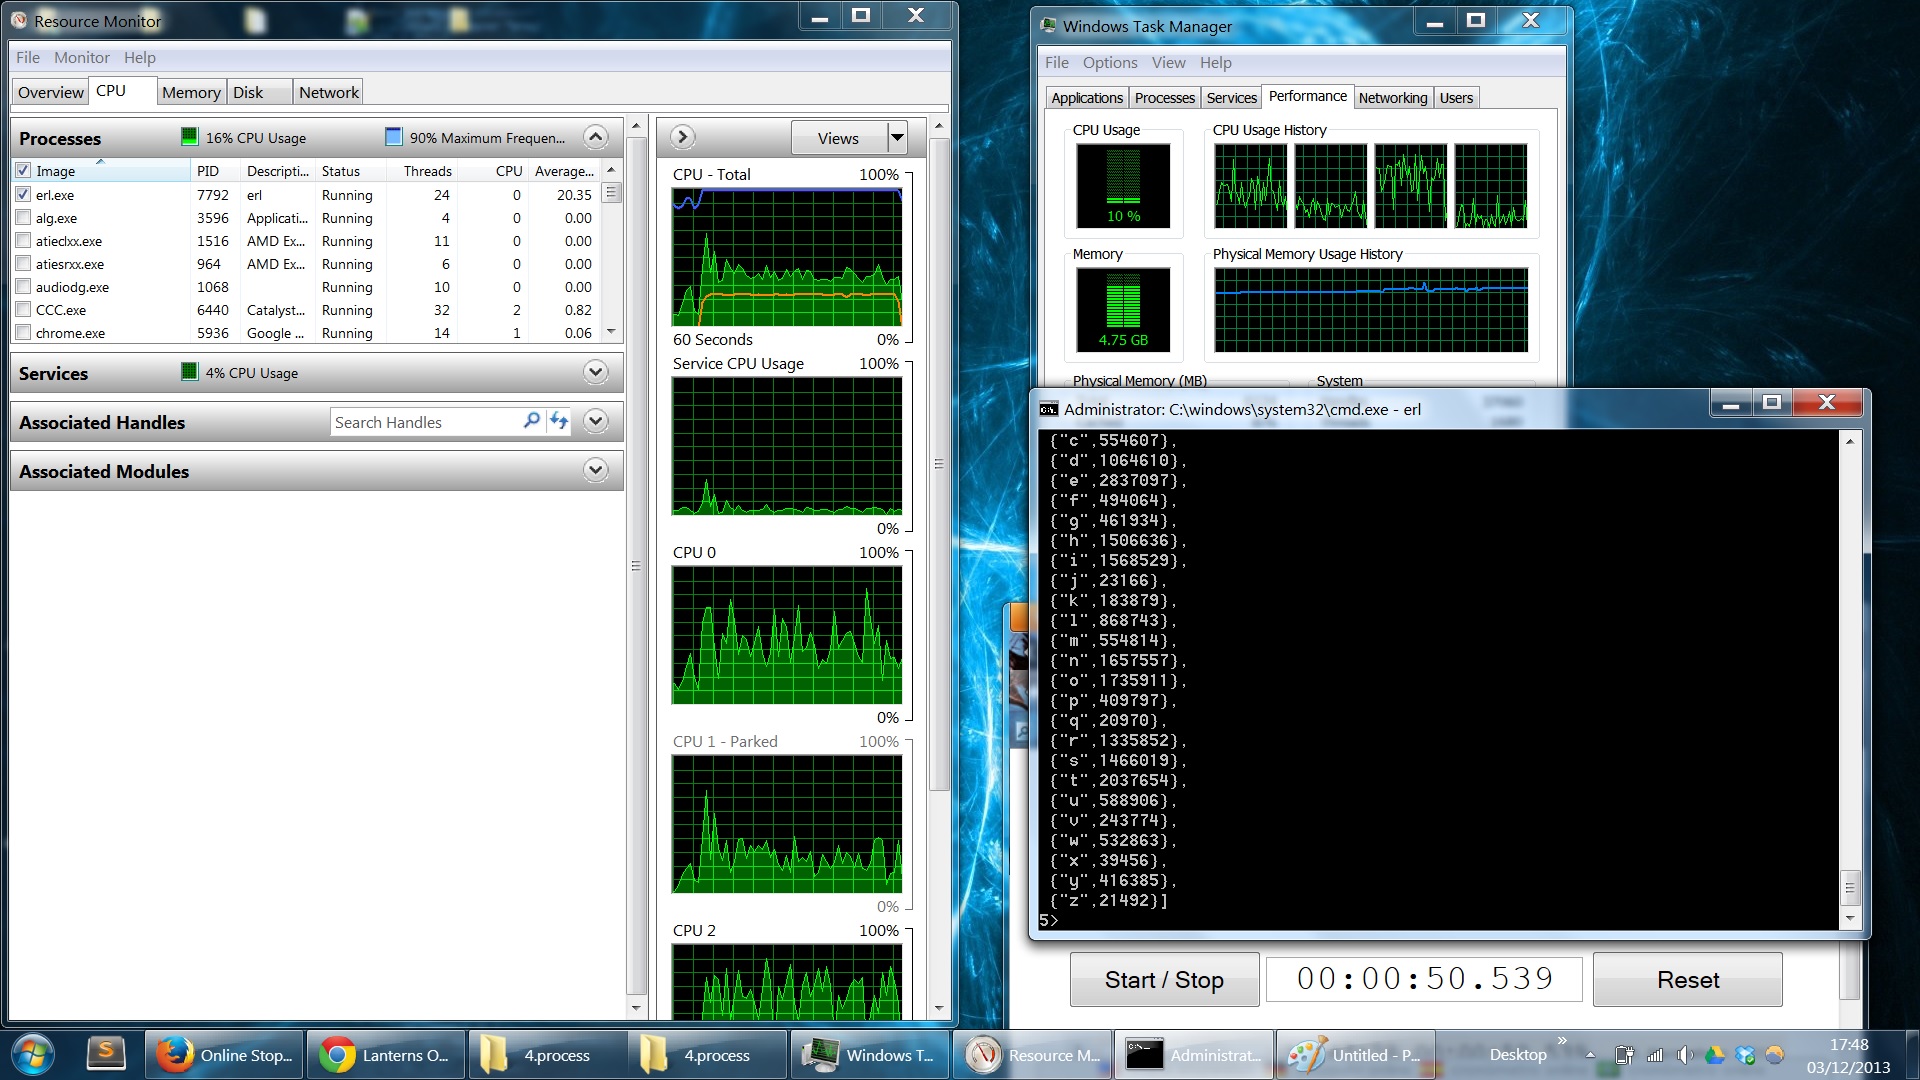 Resource Monitor
File Monitor Help
Overview CPU Memory Disk Network
Processes 16% CPU Usage 90% Maximum Frequen...
Image PID Descripti... Status Threads CPU Average...
erl.exe 7792 erl Running 24 0 20.35
alg.exe 3596 Applicati... Running 4 0 0.00
atieclxx.exe 1516 AMD Ex... Running 11 0 0.00
atiesrxx.exe 964 AMD Ex... Running 6 0 0.00
audiodg.exe 1068 Running 10 0 0.00
CCC.exe 6440 Catalyst... Running 32 2 0.82
chrome.exe 5936 Google ... Running 14 1 0.06
Services 4% CPU Usage
Associated Handles Search Handles
Associated Modules
Views
CPU - Total 100%
60 Seconds 0%
Service CPU Usage 100%
0%
CPU 0 100%
0%
CPU 1 - Parked 100%
0%
CPU 2 100%
Windows Task Manager
File Options View Help
Applications Processes Services Performance Networking Users
CPU Usage CPU Usage History
10 %
Memory Physical Memory Usage History
4.75 GB
Physical Memory (MB) System
Administrator: C:\windows\system32\cmd.exe - erl
{"c",554607},
{"d",1064610},
{"e",2837097},
{"f",494064},
{"g",461934},
{"h",1506636},
{"i",1568529},
{"j",23166},
{"k",183879},
{"l",868743},
{"m",554814},
{"n",1657557},
{"o",1735911},
{"p",409797},
{"q",20970},
{"r",1335852},
{"s",1466019},
{"t",2037654},
{"u",588906},
{"v",243774},
{"w",532863},
{"x",39456},
{"y",416385},
{"z",21492}]
5>
Start / Stop 00:00:50.539 Reset
Online Stop... Lanterns O... 4.process 4.process Windows T... Resource M... Administrat... Untitled - P... Desktop » 17:48
03/12/2013